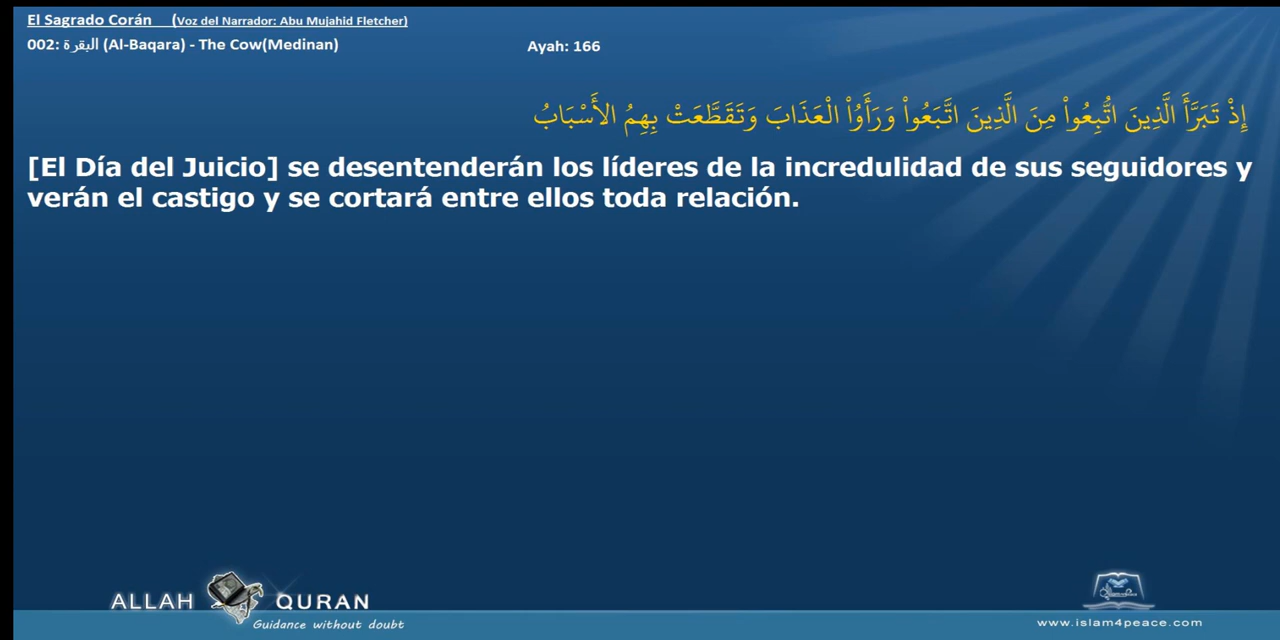 El Sagrado Corán (Voz del Narrador: Abu Mujahid Fletcher)
002: البقرة (Al-Baqara) - The Cow(Medinan)
Ayah: 166
إِذْ تَبَرَّأَ الَّذِينَ اتُّبِعُواْ مِنَ الَّذِينَ اتَّبَعُواْ وَرَأَوُاْ الْعَذَابَ وَتَقَطَّعَتْ بِهِمُ الأَسْبَابُ
[El Día del Juicio] se desentenderán los líderes de la incredulidad de sus seguidores y
verán el castigo y se cortará entre ellos toda relación.
ALLAH QURAN
Guidance without doubt
www.islam4peace.com